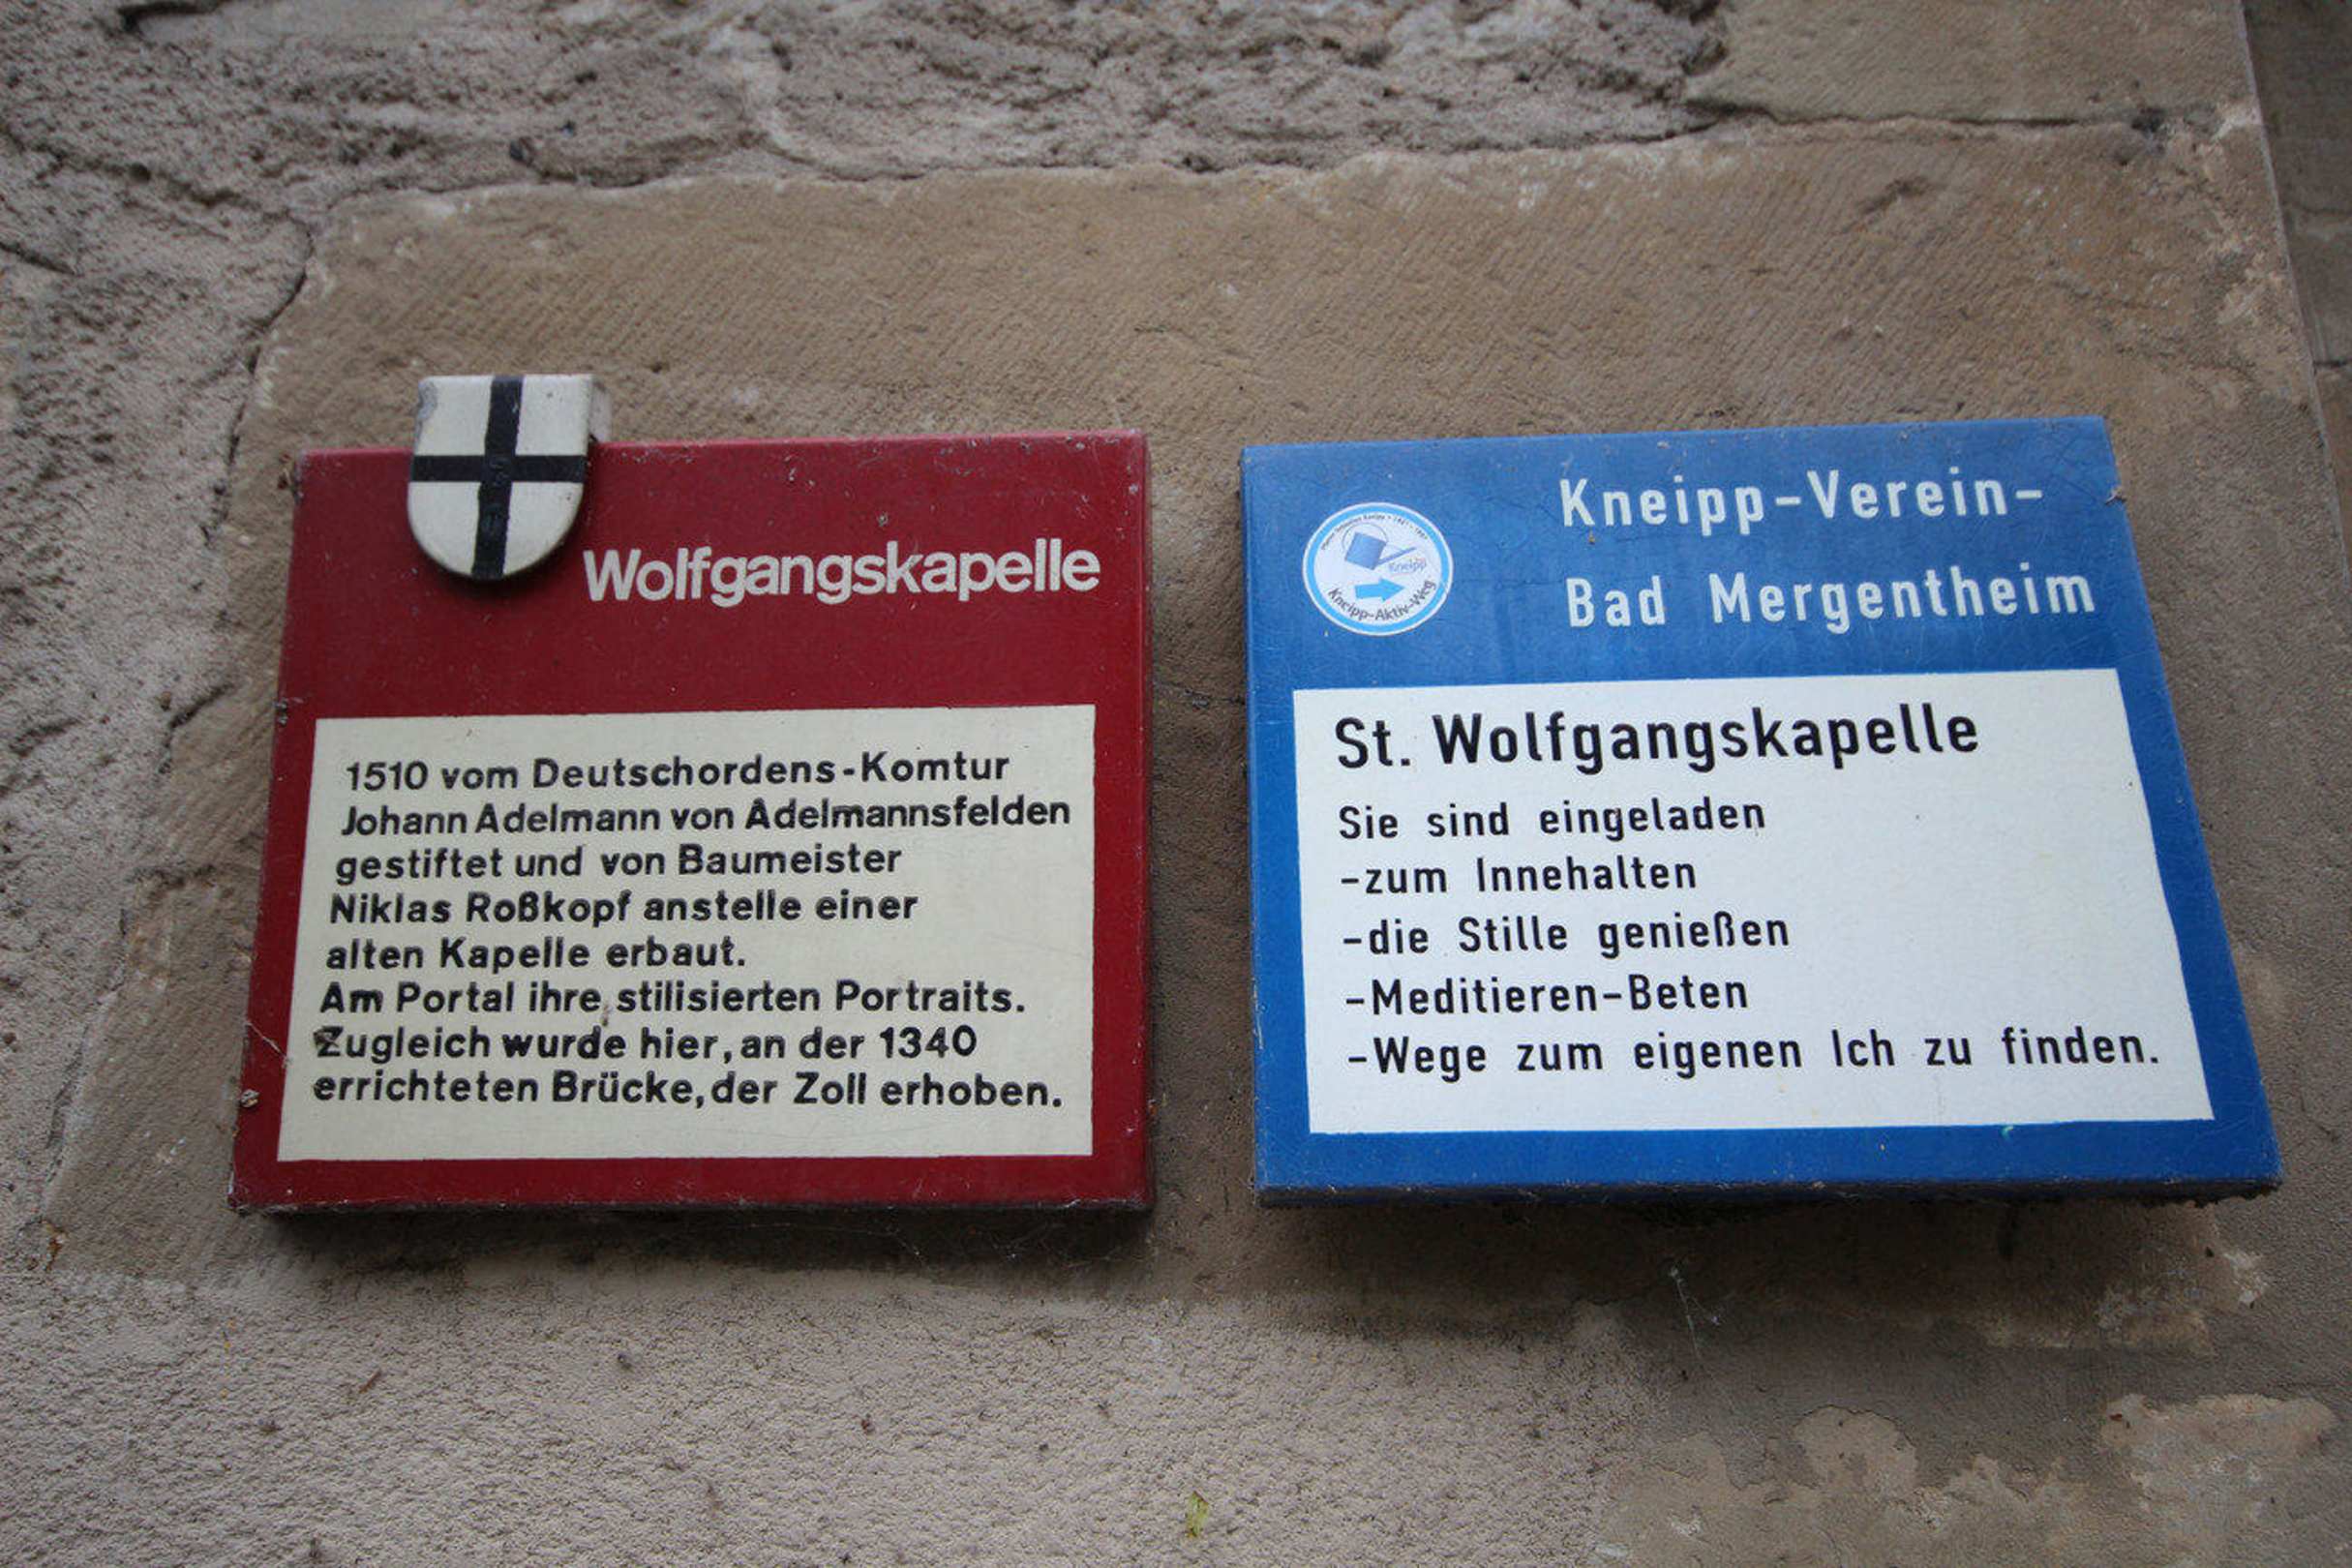 Wolfgangskapelle
1510 vom Deutschordens-Komtur
Johann Adelmann von Adelmannsfelden
gestiftet und von Baumeister
Niklas Roßkopf anstelle einer
alten Kapelle erbaut.
Am Portal ihre stilisierten Portraits.
Zugleich wurde hier, an der 1340
errichteten Brücke, der Zoll erhoben.
Kneipp-Verein-
Bad Mergentheim
Kneipp
Kneipp-Aktiv-Weg
St. Wolfgangskapelle
Sie sind eingeladen
-zum Innehalten
-die Stille genießen
-Meditieren-Beten
-Wege zum eigenen Ich zu finden.